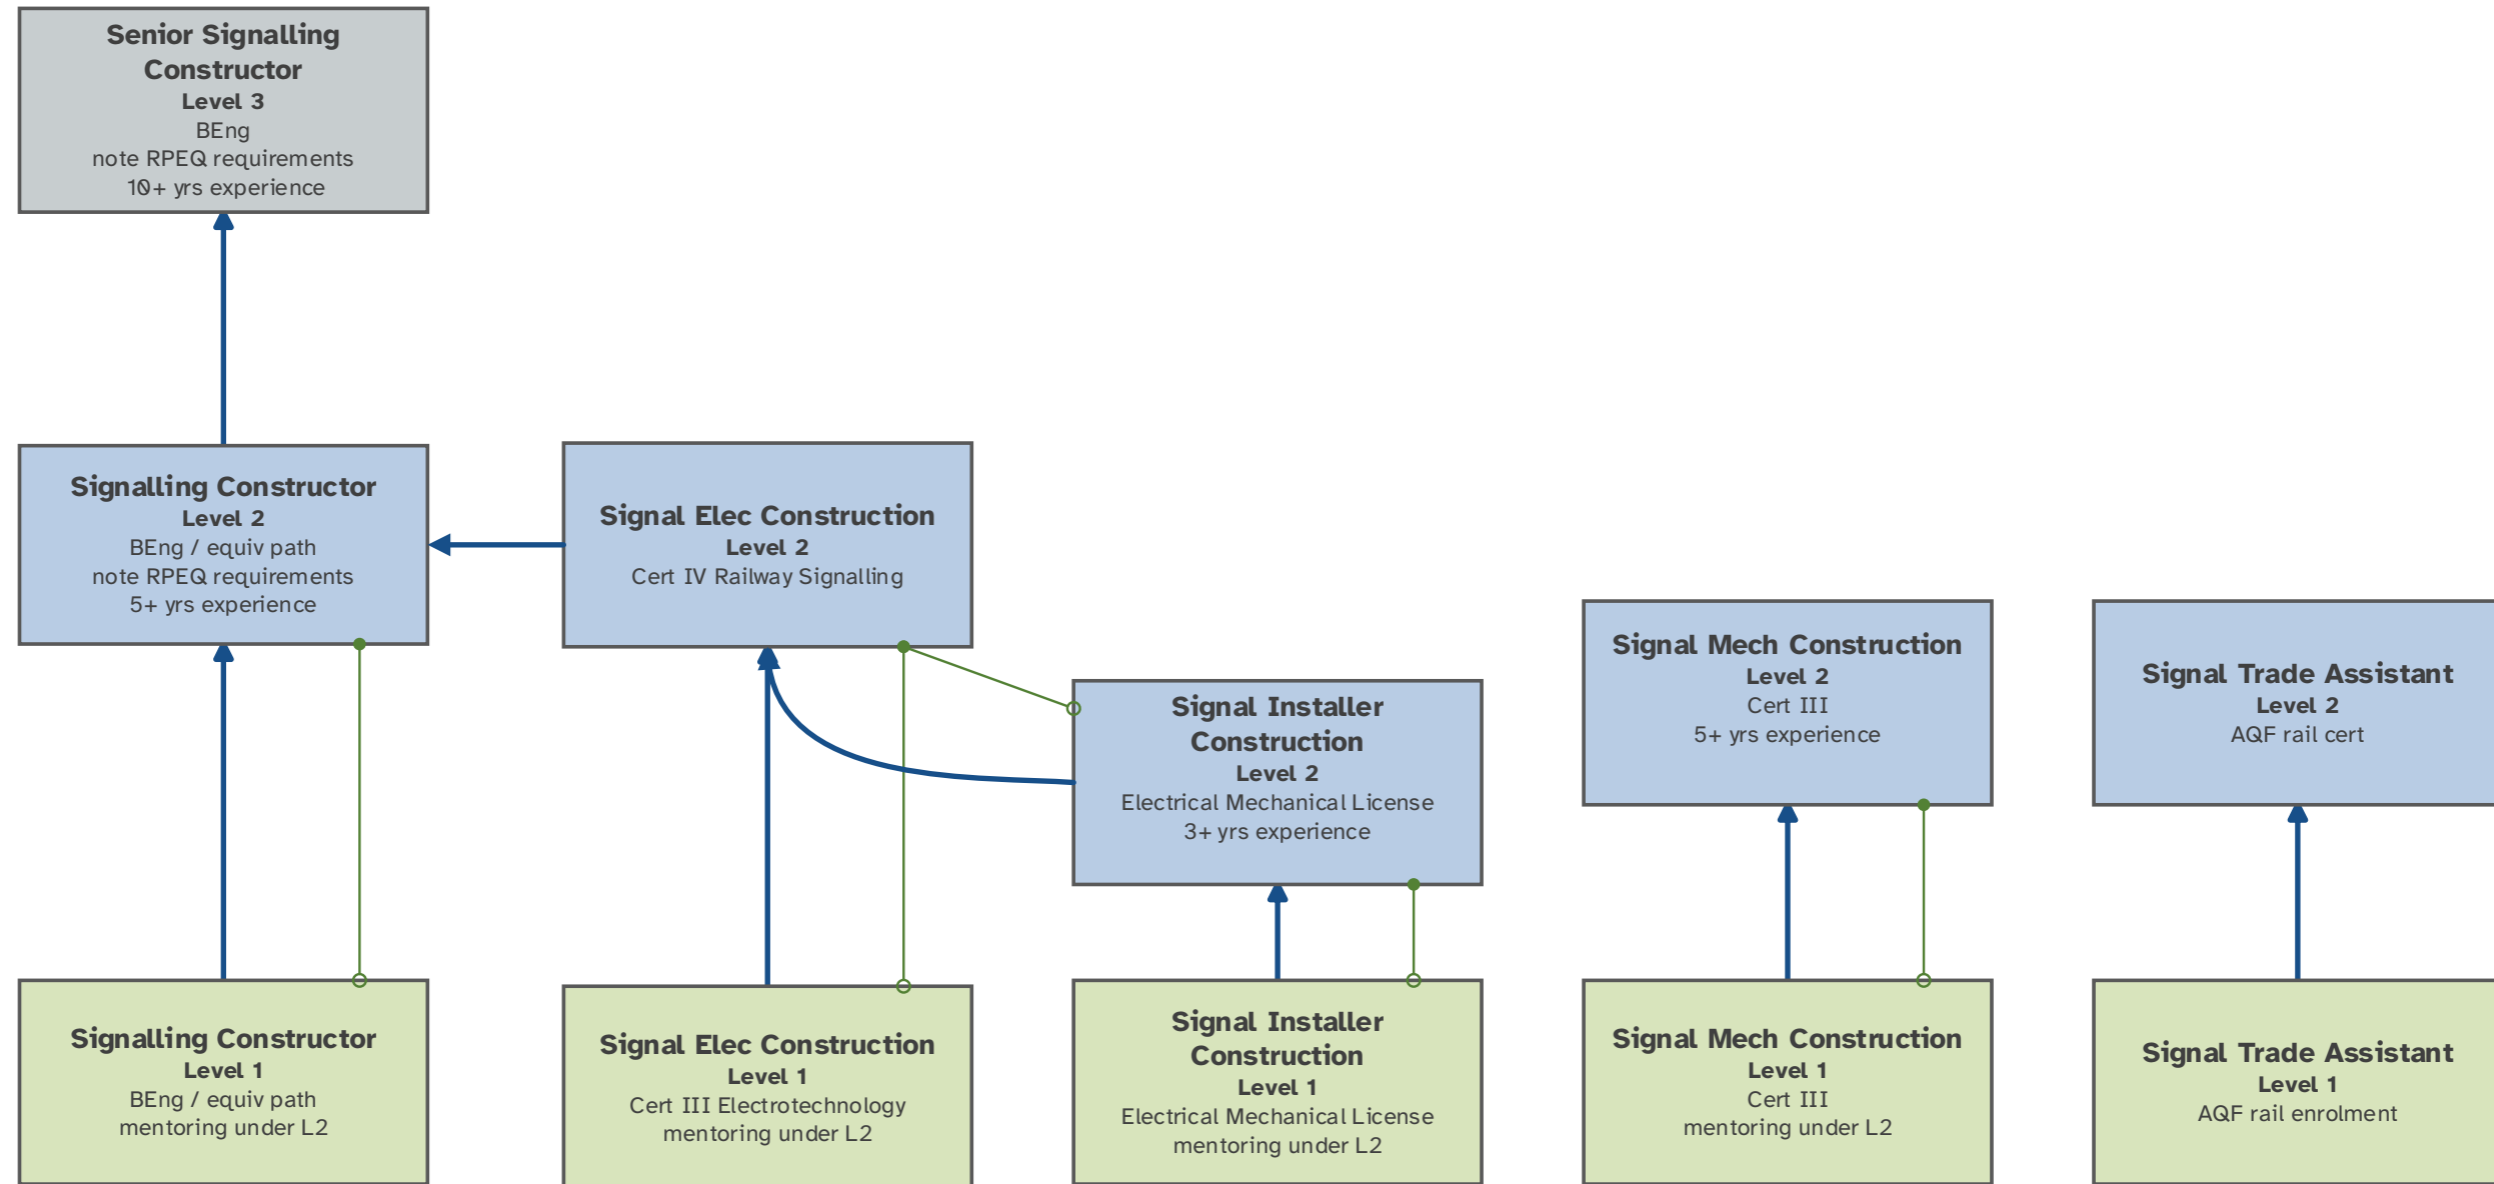 Senior Signalling
Constructor
Level 3
BEng
note RPEQ requirements
10+ yrs experience
Signalling Constructor
Level 2
BEng / equiv path
note RPEQ requirements
5+ yrs experience
Signal Elec Construction
Level 2
Cert IV Railway Signalling
Signal Installer
Construction
Level 2
Electrical Mechanical License
3+ yrs experience
Signal Mech Construction
Level 2
Cert III
5+ yrs experience
Signal Trade Assistant
Level 2
AQF rail cert
Signalling Constructor
Level 1
BEng / equiv path
mentoring under L2
Signal Elec Construction
Level 1
Cert III Electrotechnology
mentoring under L2
Signal Installer
Construction
Level 1
Electrical Mechanical License
mentoring under L2
Signal Mech Construction
Level 1
Cert III
mentoring under L2
Signal Trade Assistant
Level 1
AQF rail enrolment